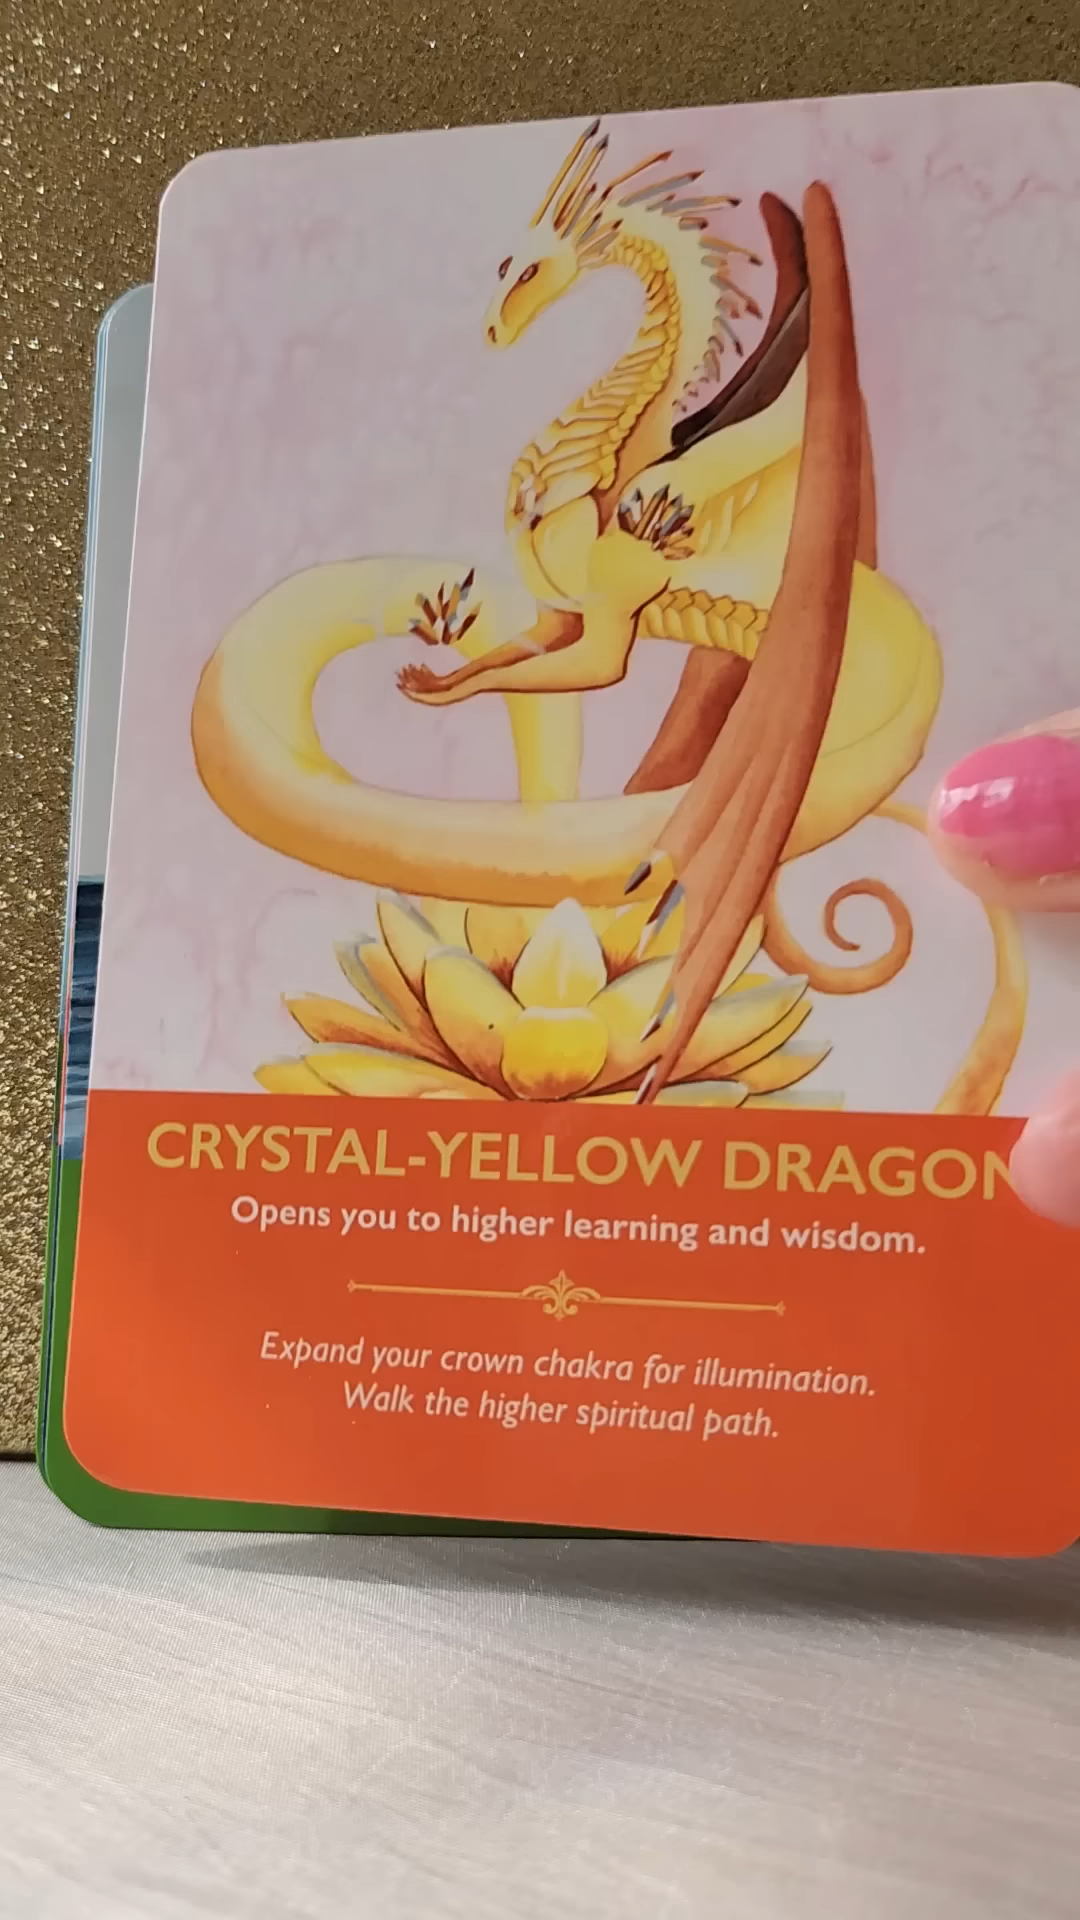 CRYSTAL-YELLOW DRAGON
Opens you to higher learning and wisdom.
Expand your crown chakra for illumination.
Walk the higher spiritual path.